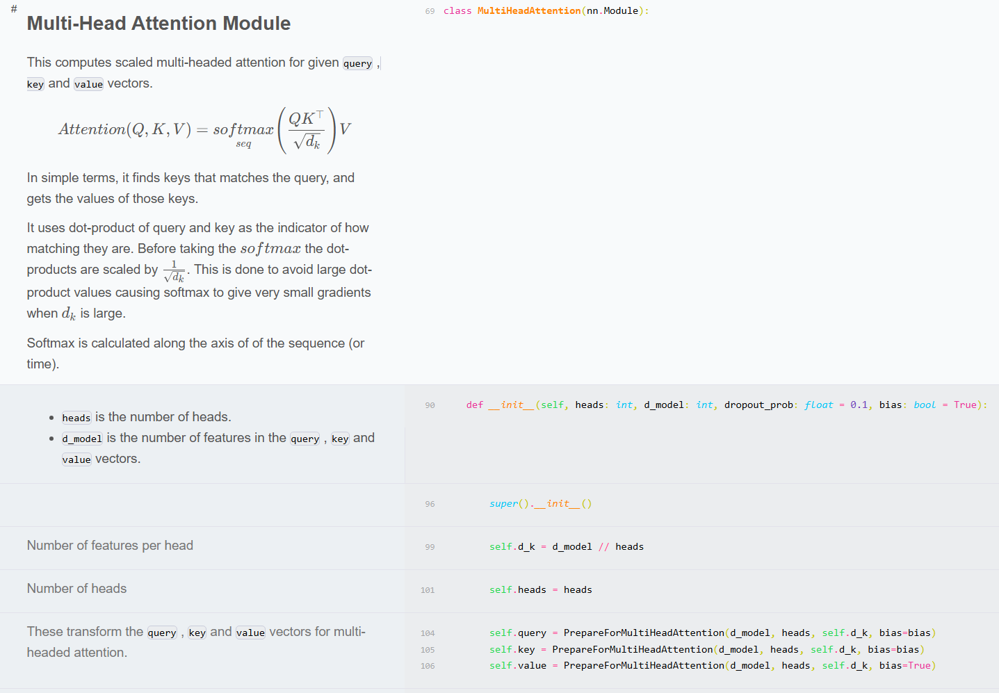 #
Multi-Head Attention Module
69 class MultiHeadAttention(nn.Module):
This computes scaled multi-headed attention for given query ,
key and value vectors.
Attention(Q, K, V) = softmax_seq(QK^⊤ / √d_k)V
In simple terms, it finds keys that matches the query, and
gets the values of those keys.
It uses dot-product of query and key as the indicator of how
matching they are. Before taking the softmax the dot-
products are scaled by 1/√d_k. This is done to avoid large dot-
product values causing softmax to give very small gradients
when d_k is large.
Softmax is calculated along the axis of of the sequence (or
time).
• heads is the number of heads.
• d_model is the number of features in the query , key and
value vectors.
90 def __init__(self, heads: int, d_model: int, dropout_prob: float = 0.1, bias: bool = True):
96 super().__init__()
Number of features per head
99 self.d_k = d_model // heads
Number of heads
101 self.heads = heads
These transform the query , key and value vectors for multi-
headed attention.
104 self.query = PrepareForMultiHeadAttention(d_model, heads, self.d_k, bias=bias)
105 self.key = PrepareForMultiHeadAttention(d_model, heads, self.d_k, bias=bias)
106 self.value = PrepareForMultiHeadAttention(d_model, heads, self.d_k, bias=True)